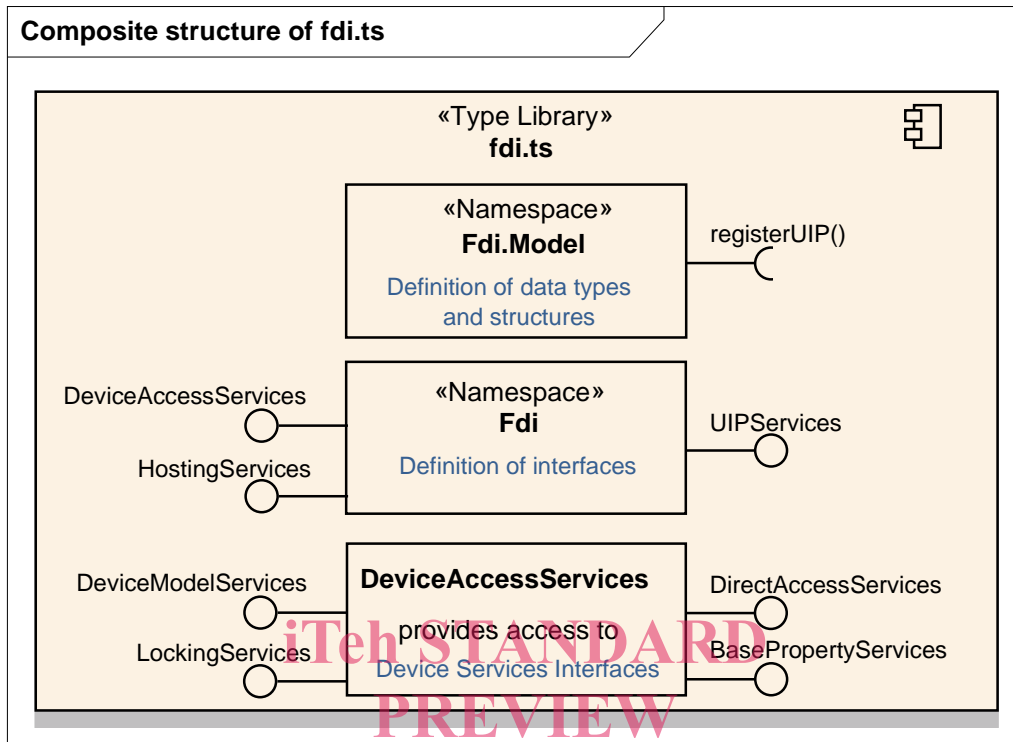 Composite structure of fdi.ts
«Type Library»
fdi.ts
«Namespace»
Fdi.Model
Definition of data types
and structures
registerUIP()
DeviceAccessServices
HostingServices
«Namespace»
Fdi
Definition of interfaces
UIPServices
DeviceModelServices
LockingServices
DeviceAccessServices
provides access to
Device Services Interfaces
DirectAccessServices
BasePropertyServices
iTeh STANDARD
PREVIEW